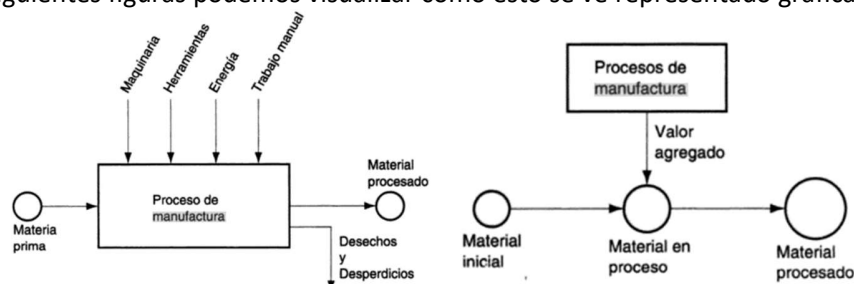 siguientes figuras podemos visualizar como esto se ve representado gráfica
Maquinaria
Herramientas
Energía
Trabajo manual
Proceso de
manufactura
Materia
prima
Material
procesado
Desechos
y
Desperdicios
Procesos de
manufactura
Valor
agregado
Material
inicial
Material en
proceso
Material
procesado